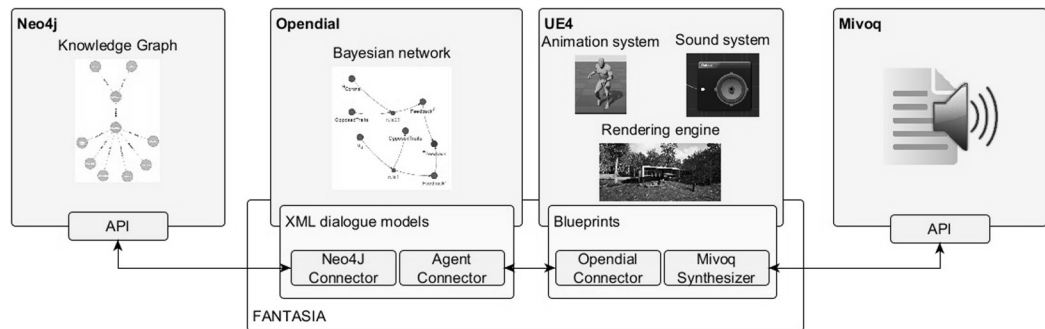 Neo4j
Knowledge Graph
API
Opendial
Bayesian network
XML dialogue models
Neo4J
Connector
Agent
Connector
UE4
Animation system
Sound system
Rendering engine
Blueprints
Opendial
Connector
Mivoq
Synthesizer
Mivoq
API
FANTASIA